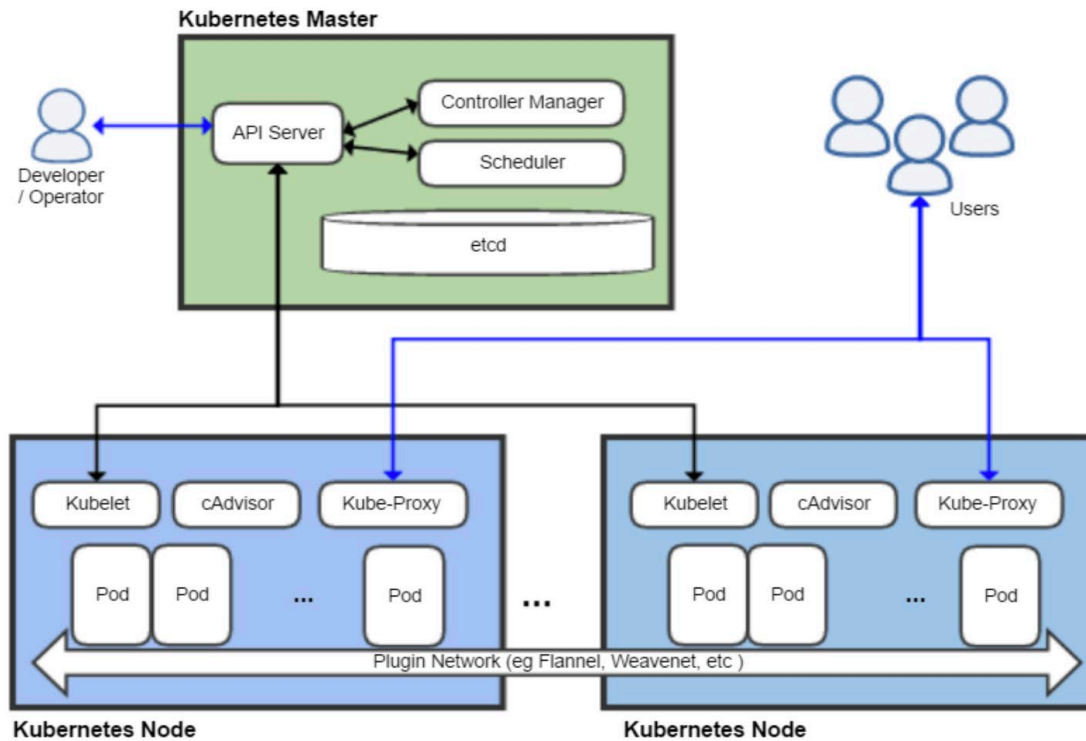 Kubernetes Master
API Server
Controller Manager
Scheduler
etcd
Developer
/ Operator
Users
Kubelet
cAdvisor
Kube-Proxy
Pod
Pod
...
Pod
...
Kubelet
cAdvisor
Kube-Proxy
Pod
Pod
...
Pod
Plugin Network (eg Flannel, Weavenet, etc )
Kubernetes Node
Kubernetes Node